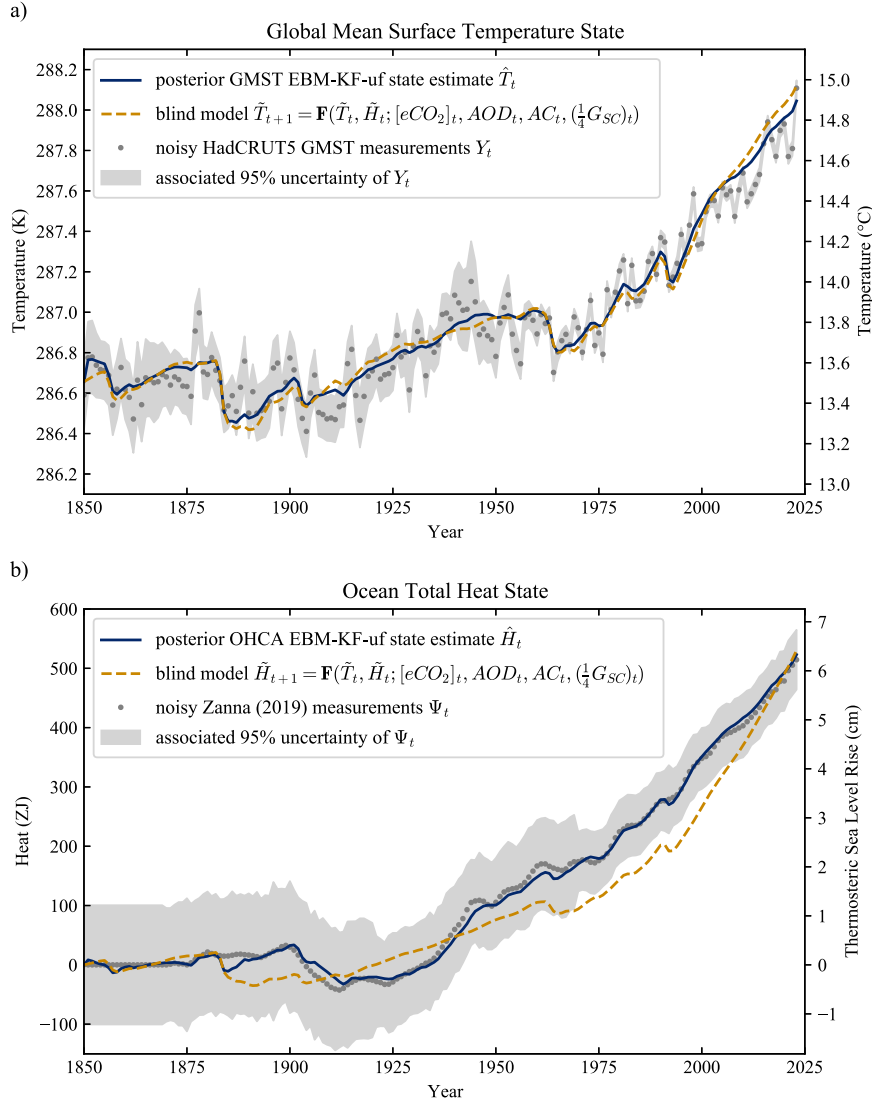 a)
Global Mean Surface Temperature State
posterior GMST EBM-KF-uf state estimate T̂_t
blind model T̃_{t+1} = F(T̃_t, H̃_t; [eCO_2]_t, AOD_t, AC_t, (1/4 G_{SC})_t)
noisy HadCRUT5 GMST measurements Y_t
associated 95% uncertainty of Y_t
288.2
288.0
287.8
287.6
287.4
287.2
287.0
286.8
286.6
286.4
286.2
Temperature (K)
15.0
14.8
14.6
14.4
14.2
14.0
13.8
13.6
13.4
13.2
13.0
Temperature (°C)
1850 1875 1900 1925 1950 1975 2000 2025
Year
b)
Ocean Total Heat State
posterior OHCA EBM-KF-uf state estimate Ĥ_t
blind model H̃_{t+1} = F(T̃_t, H̃_t; [eCO_2]_t, AOD_t, AC_t, (1/4 G_{SC})_t)
noisy Zanna (2019) measurements Ψ_t
associated 95% uncertainty of Ψ_t
600
500
400
300
200
100
0
−100
Heat (ZJ)
7
6
5
4
3
2
1
0
−1
Thermosteric Sea Level Rise (cm)
1850 1875 1900 1925 1950 1975 2000 2025
Year